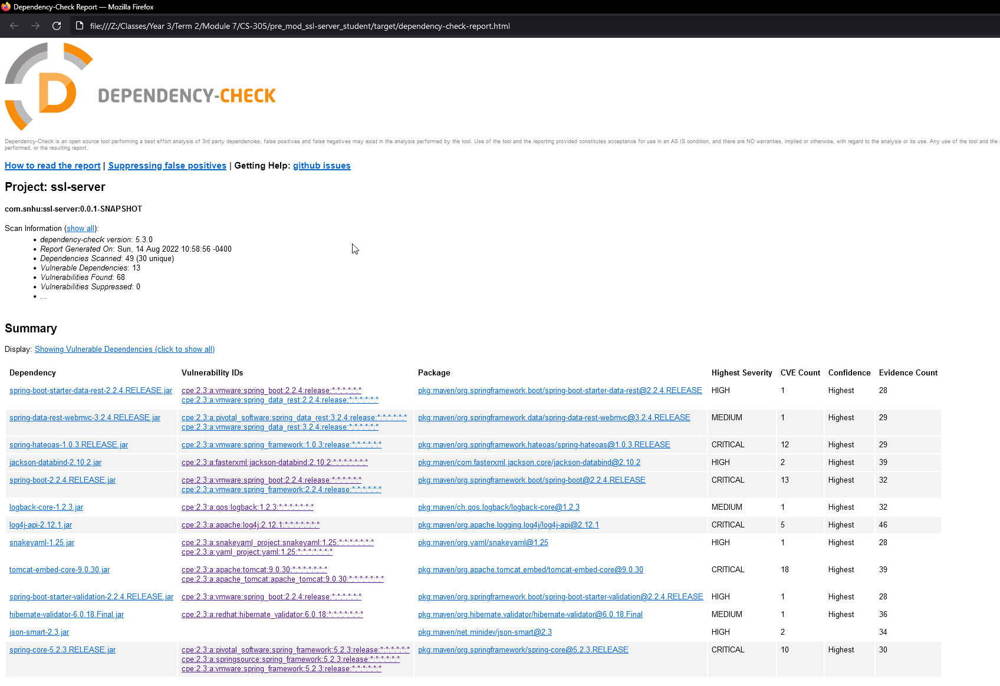 Dependency-Check Report — Mozilla Firefox
file:///Z:/Classes/Year 3/Term 2/Module 7/CS-305/pre_mod_ssl-server_student/target/dependency-check-report.html
D
DEPENDENCY-CHECK
Dependency-Check is an open source tool performing a best effort analysis of 3rd party dependencies; false positives and false negatives may exist in the analysis performed by the tool. Use of the tool and the reporting provided constitutes acceptance for use in an AS IS condition, and there are NO warranties, implied or otherwise, with regard to the analysis or its use. Any use of the tool and the
performed, or the resulting report.
How to read the report | Suppressing false positives | Getting Help: github issues
Project: ssl-server
com.snhu:ssl-server:0.0.1-SNAPSHOT
Scan Information (show all):
• dependency-check version: 5.3.0
• Report Generated On: Sun, 14 Aug 2022 10:58:56 -0400
• Dependencies Scanned: 49 (30 unique)
• Vulnerable Dependencies: 13
• Vulnerabilities Found: 68
• Vulnerabilities Suppressed: 0
• ...
Summary
Display: Showing Vulnerable Dependencies (click to show all)
Dependency Vulnerability IDs Package Highest Severity CVE Count Confidence Evidence Count
spring-boot-starter-data-rest-2.2.4.RELEASE.jar cpe:2.3:a:vmware:spring_boot:2.2.4:release:*:*:*:*:*:* pkg:maven/org.springframework.boot/spring-boot-starter-data-rest@2.2.4.RELEASE HIGH 1 Highest 28
cpe:2.3:a:vmware:spring_data_rest:2.2.4:release:*:*:*:*:*:*
spring-data-rest-webmvc-3.2.4.RELEASE.jar cpe:2.3:a:pivotal_software:spring_data_rest:3.2.4:release:*:*:*:*:*:* pkg:maven/org.springframework.data/spring-data-rest-webmvc@3.2.4.RELEASE MEDIUM 1 Highest 29
cpe:2.3:a:vmware:spring_data_rest:3.2.4:release:*:*:*:*:*:*
spring-hateoas-1.0.3.RELEASE.jar cpe:2.3:a:vmware:spring_framework:1.0.3:release:*:*:*:*:*:* pkg:maven/org.springframework.hateoas/spring-hateoas@1.0.3.RELEASE CRITICAL 12 Highest 29
jackson-databind-2.10.2.jar cpe:2.3:a:fasterxml:jackson-databind:2.10.2:*:*:*:*:*:*:* pkg:maven/com.fasterxml.jackson.core/jackson-databind@2.10.2 HIGH 2 Highest 39
spring-boot-2.2.4.RELEASE.jar cpe:2.3:a:vmware:spring_boot:2.2.4:release:*:*:*:*:*:* pkg:maven/org.springframework.boot/spring-boot@2.2.4.RELEASE CRITICAL 13 Highest 32
cpe:2.3:a:vmware:spring_framework:2.2.4:release:*:*:*:*:*:*
logback-core-1.2.3.jar cpe:2.3:a:qos:logback:1.2.3:*:*:*:*:*:*:* pkg:maven/ch.qos.logback/logback-core@1.2.3 MEDIUM 1 Highest 32
log4j-api-2.12.1.jar cpe:2.3:a:apache:log4j:2.12.1:*:*:*:*:*:*:* pkg:maven/org.apache.logging.log4j/log4j-api@2.12.1 CRITICAL 5 Highest 46
snakeyaml-1.25.jar cpe:2.3:a:snakeyaml_project:snakeyaml:1.25:*:*:*:*:*:*:* pkg:maven/org.yaml/snakeyaml@1.25 HIGH 1 Highest 28
cpe:2.3:a:yaml_project:yaml:1.25:*:*:*:*:*:*:*
tomcat-embed-core-9.0.30.jar cpe:2.3:a:apache:tomcat:9.0.30:*:*:*:*:*:*:* pkg:maven/org.apache.tomcat.embed/tomcat-embed-core@9.0.30 CRITICAL 18 Highest 39
cpe:2.3:a:apache_tomcat:apache_tomcat:9.0.30:*:*:*:*:*:*:*
spring-boot-starter-validation-2.2.4.RELEASE.jar cpe:2.3:a:vmware:spring_boot:2.2.4:release:*:*:*:*:*:* pkg:maven/org.springframework.boot/spring-boot-starter-validation@2.2.4.RELEASE HIGH 1 Highest 28
hibernate-validator-6.0.18.Final.jar cpe:2.3:a:redhat:hibernate_validator:6.0.18:*:*:*:*:*:*:* pkg:maven/org.hibernate.validator/hibernate-validator@6.0.18.Final MEDIUM 1 Highest 36
json-smart-2.3.jar pkg:maven/net.minidev/json-smart@2.3 HIGH 2 34
spring-core-5.2.3.RELEASE.jar cpe:2.3:a:pivotal_software:spring_framework:5.2.3:release:*:*:*:*:*:* pkg:maven/org.springframework/spring-core@5.2.3.RELEASE CRITICAL 10 Highest 30
cpe:2.3:a:springsource:spring_framework:5.2.3:release:*:*:*:*:*:*
cpe:2.3:a:vmware:spring_framework:5.2.3:release:*:*:*:*:*:*